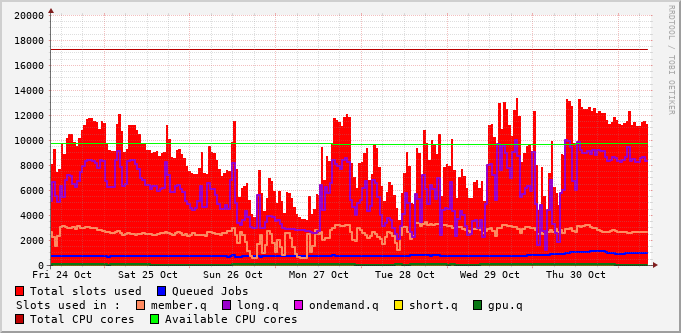 20000
18000
16000
14000
12000
10000
8000
6000
4000
2000
0
Fri 24 Oct Sat 25 Oct Sun 26 Oct Mon 27 Oct Tue 28 Oct Wed 29 Oct Thu 30 Oct
Total slots used Queued Jobs
Slots used in : member.q long.q ondemand.q short.q gpu.q
Total CPU cores Available CPU cores
RRDTOOL / TOBI OETIKER